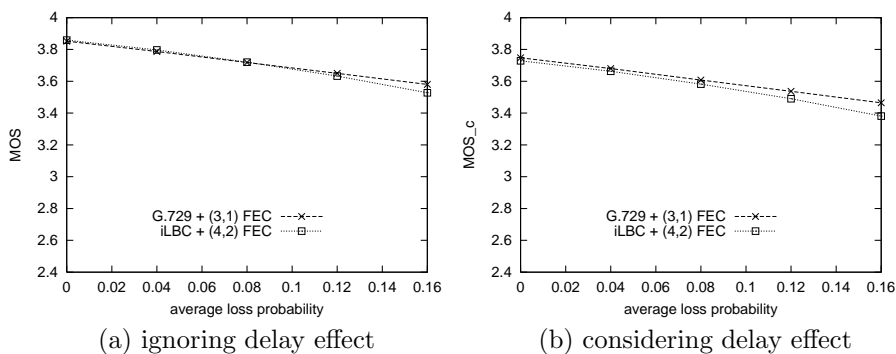 4
3.8
3.6
3.4
3.2
3
2.8
2.6
2.4
MOS
G.729 + (3,1) FEC
iLBC + (4,2) FEC
0 0.02 0.04 0.06 0.08 0.10 0.12 0.14 0.16
average loss probability
(a) ignoring delay effect
4
3.8
3.6
3.4
3.2
3
2.8
2.6
2.4
MOS_c
G.729 + (3,1) FEC
iLBC + (4,2) FEC
0 0.02 0.04 0.06 0.08 0.10 0.12 0.14 0.16
average loss probability
(b) considering delay effect